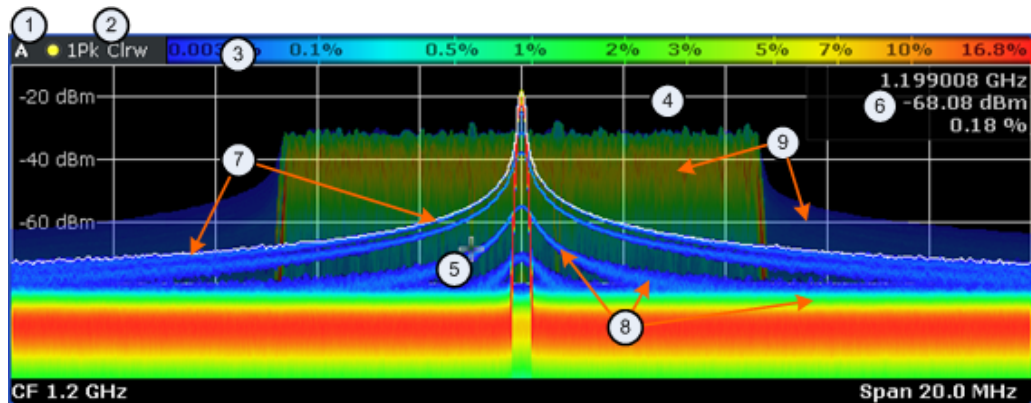 1 2
A 1Pk Clrw 0.003 3 % 0.1% 0.5% 1% 2% 3% 5% 7% 10% 16.8%
1.199008 GHz
-20 dBm 4 6 -68.08 dBm
0.18 %
9
-40 dBm 7
-60 dBm
5
8
CF 1.2 GHz Span 20.0 MHz